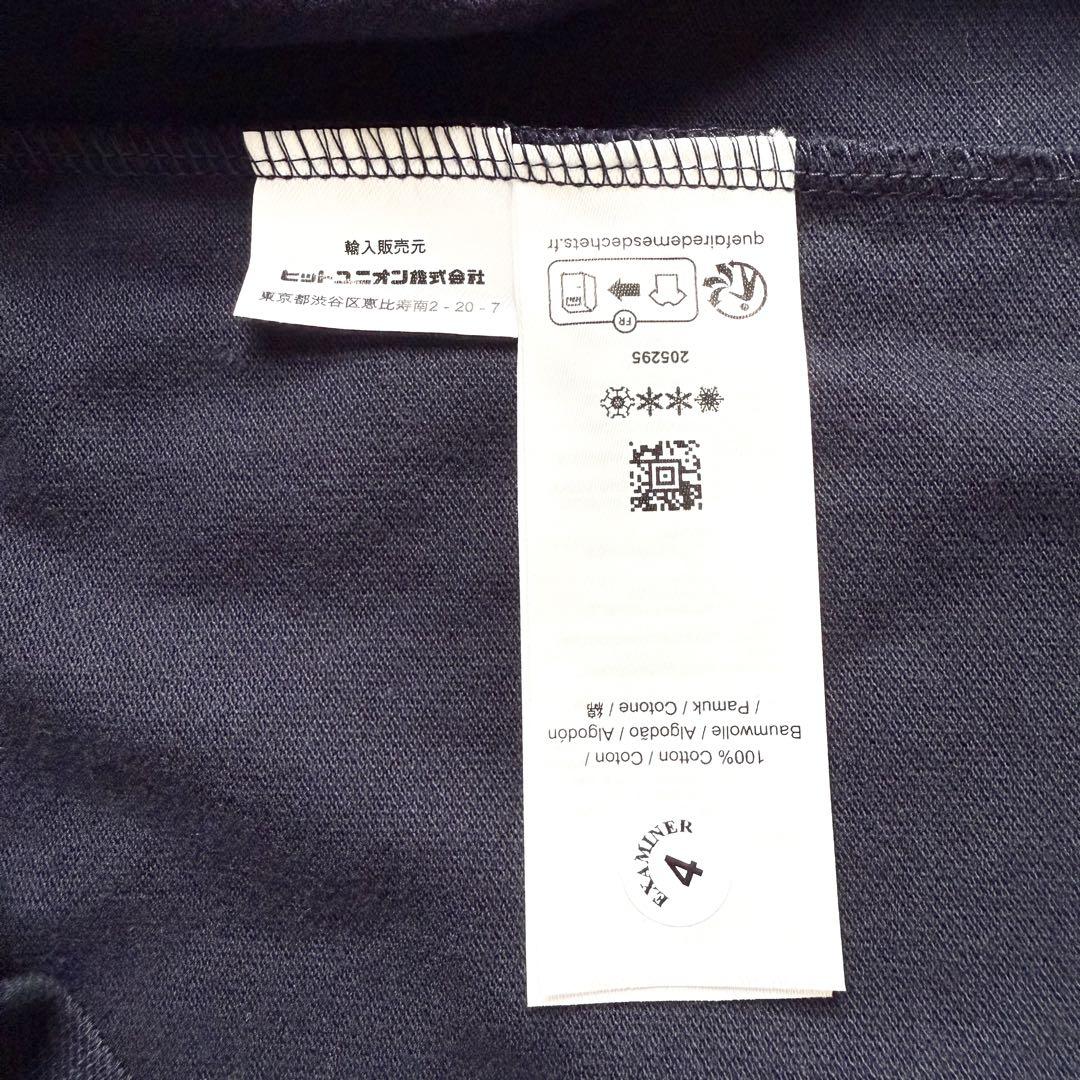 輸入販売元
ヒットユニオン株式会社
東京都渋谷区恵比寿南2-20-7
quefairedemesdechets.fr
FR
205295
100% Cotton / Coton /
Baumwolle / Algodão / Algodón
/ Pamuk / Cotone / 綿
EXAMINER
4